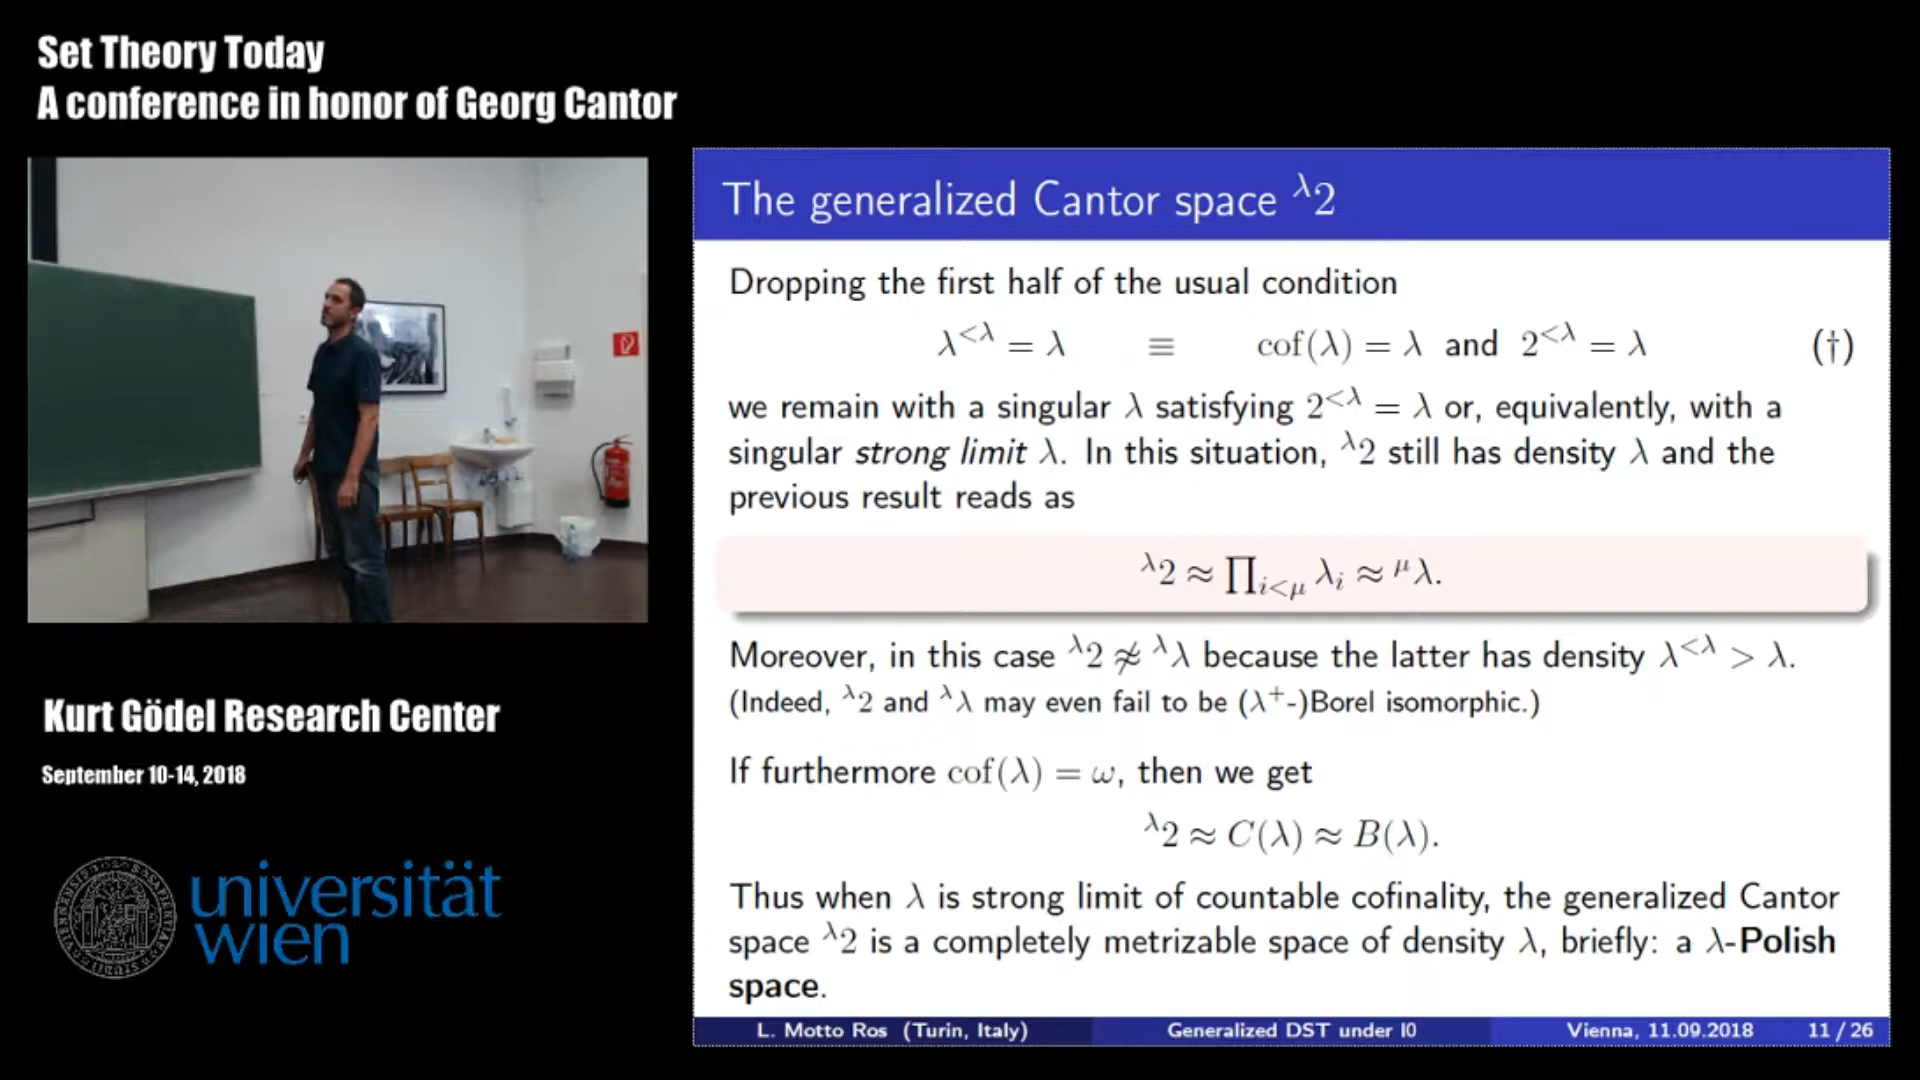 Set Theory Today
A conference in honor of Georg Cantor
The generalized Cantor space ^λ2
Dropping the first half of the usual condition
λ^{<λ} = λ ≡ cof(λ) = λ and 2^{<λ} = λ (†)
we remain with a singular λ satisfying 2^{<λ} = λ or, equivalently, with a
singular strong limit λ. In this situation, ^λ2 still has density λ and the
previous result reads as
^λ2 ≈ ∏_{i<μ} λ_i ≈ ^μλ.
Moreover, in this case ^λ2 ≉ ^λλ because the latter has density λ^{<λ} > λ.
(Indeed, ^λ2 and ^λλ may even fail to be (λ⁺-)Borel isomorphic.)
If furthermore cof(λ) = ω, then we get
^λ2 ≈ C(λ) ≈ B(λ).
Thus when λ is strong limit of countable cofinality, the generalized Cantor
space ^λ2 is a completely metrizable space of density λ, briefly: a λ-Polish
space.
L. Motto Ros (Turin, Italy) Generalized DST under I0 Vienna, 11.09.2018 11 / 26
Kurt Gödel Research Center
September 10-14, 2018
universität
wien